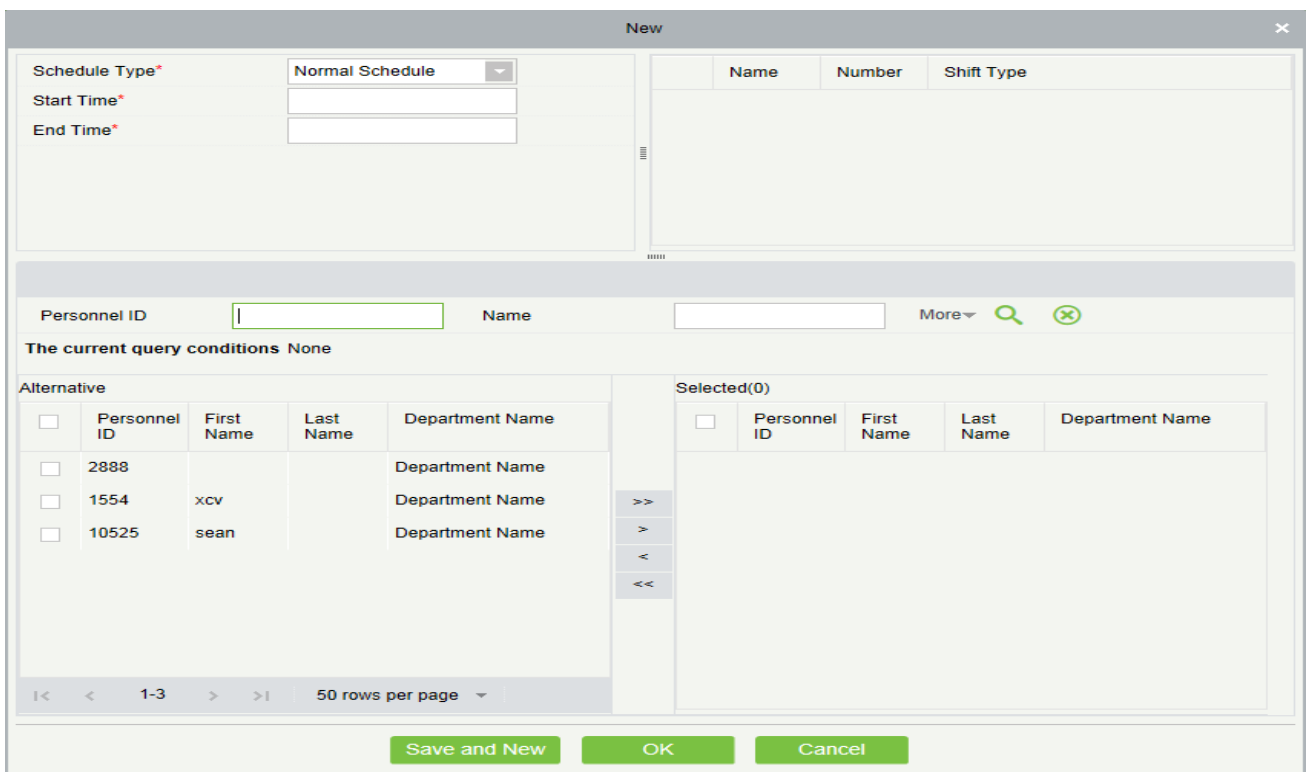 New
Schedule Type* Normal Schedule
Start Time*
End Time*
Name Number Shift Type
Personnel ID Name More
The current query conditions None
Alternative
Personnel ID First Name Last Name Department Name
2888 Department Name
1554 xcv Department Name
10525 sean Department Name
>>
>
<
<<
Selected(0)
Personnel ID First Name Last Name Department Name
|< < 1-3 > >| 50 rows per page
Save and New OK Cancel